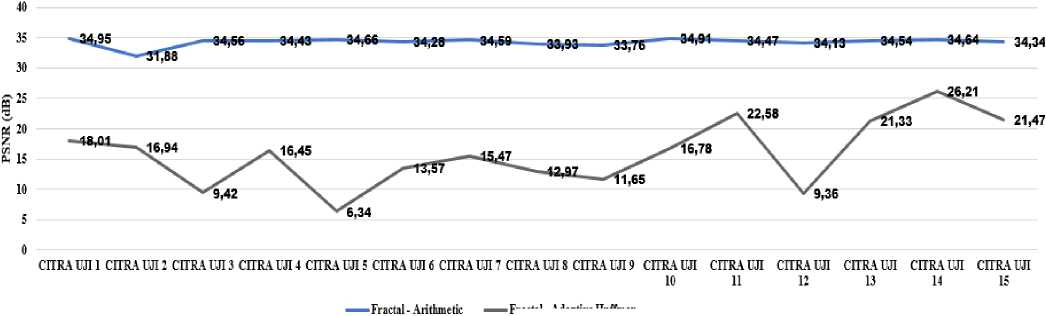 40
35
30
25
20
15
10
5
0
PSNR (dB)
34,95
31,88
34,56
34,43
34,66
34,28
34,59
33,93
33,76
34,91
34,47
34,13
34,54
34,64
34,34
18,01
16,94
9,42
16,45
6,34
13,57
15,47
12,97
11,65
16,78
22,58
9,36
21,33
26,21
21,47
CITRA UJI 1
CITRA UJI 2
CITRA UJI 3
CITRA UJI 4
CITRA UJI 5
CITRA UJI 6
CITRA UJI 7
CITRA UJI 8
CITRA UJI 9
CITRA UJI
10
CITRA UJI
11
CITRA UJI
12
CITRA UJI
13
CITRA UJI
14
CITRA UJI
15
Fractal - Arithmetic